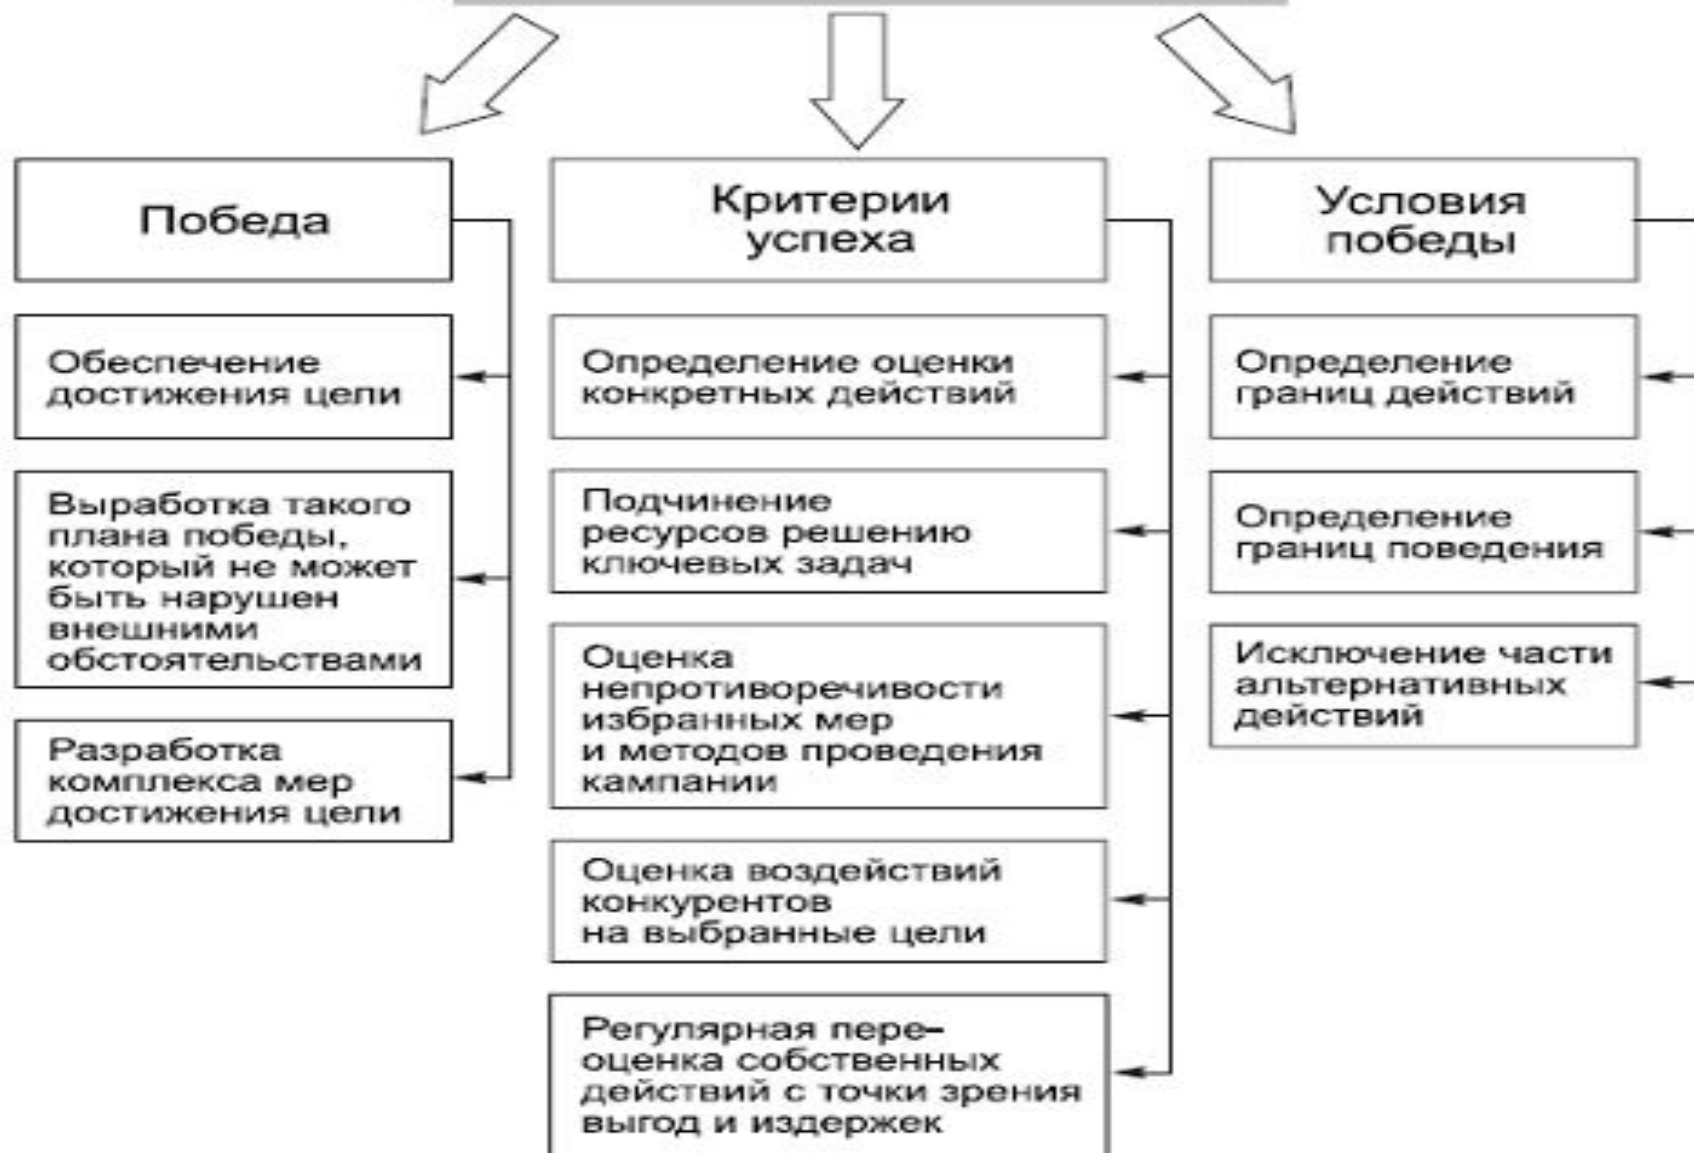 Победа
Обеспечение
достижения цели
Выработка такого
плана победы,
который не может
быть нарушен
внешними
обстоятельствами
Разработка
комплекса мер
достижения цели
Критерии
успеха
Определение оценки
конкретных действий
Подчинение
ресурсов решению
ключевых задач
Оценка
непротиворечивости
избранных мер
и методов проведения
кампании
Оценка воздействий
конкурентов
на выбранные цели
Регулярная пере-
оценка собственных
действий с точки зрения
выгод и издержек
Условия
победы
Определение
границ действий
Определение
границ поведения
Исключение части
альтернативных
действий